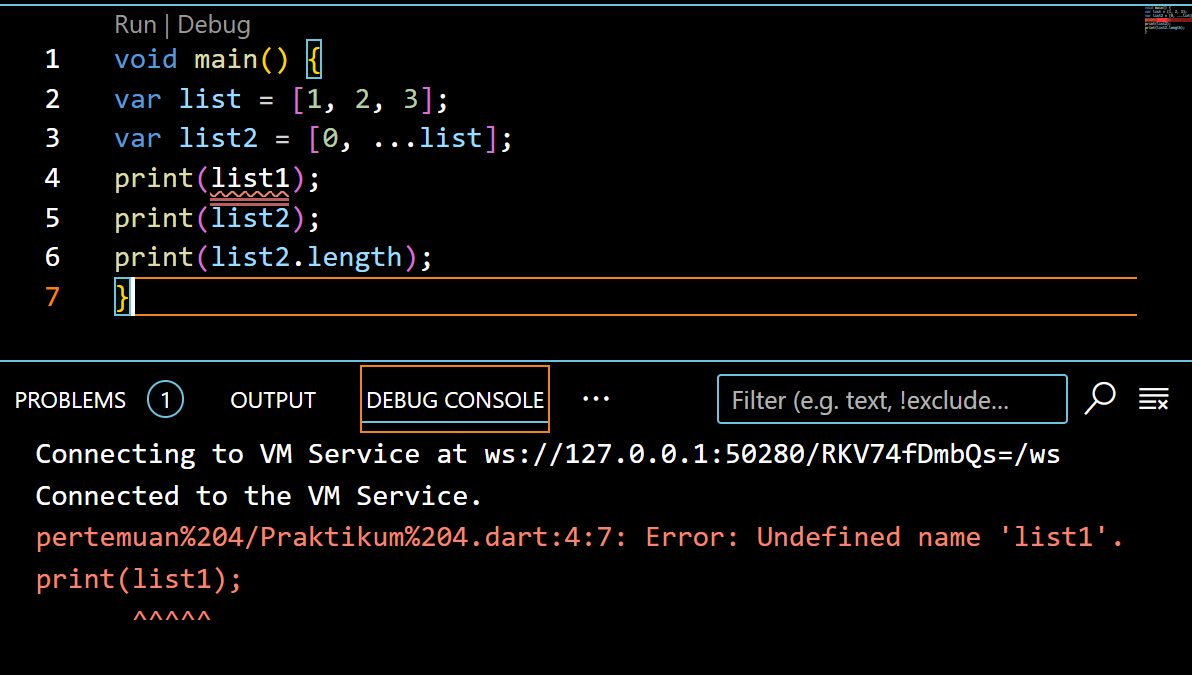 Run | Debug
1 void main() {
2 var list = [1, 2, 3];
3 var list2 = [0, ...list];
4 print(list1);
5 print(list2);
6 print(list2.length);
7 }
PROBLEMS 1 OUTPUT DEBUG CONSOLE ··· Filter (e.g. text, !exclude...
Connecting to VM Service at ws://127.0.0.1:50280/RKV74fDmbQs=/ws
Connected to the VM Service.
pertemuan%204/Praktikum%204.dart:4:7: Error: Undefined name 'list1'.
print(list1);
^^^^^